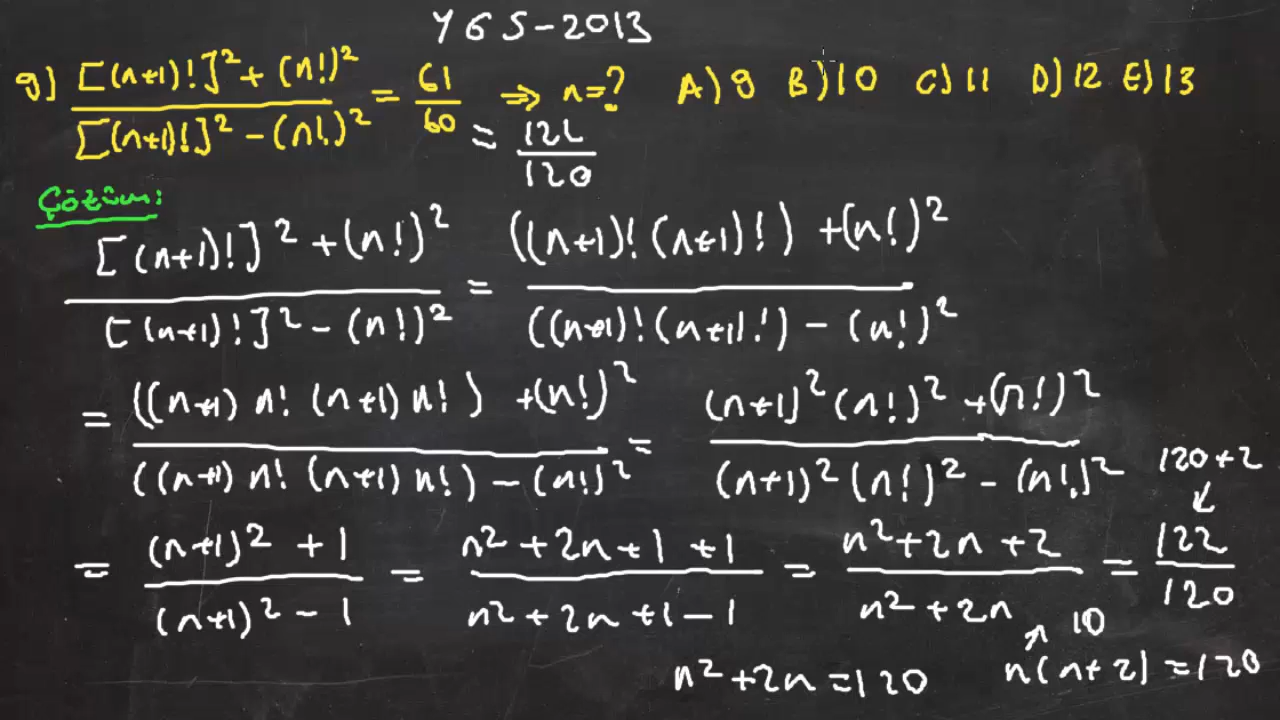 YGS-2013
9) [(n+1)!]² + (n!)² / [(n+1)!]² - (n!)² = 61/60 ⇒ n=? A) 9 B) 10 C) 11 D) 12 E) 13
= 122/120
Çözüm:
[(n+1)!]² + (n!)² / [(n+1)!]² - (n!)² = ((n+1)! (n+1)!) + (n!)² / ((n+1)! (n+1)!) - (n!)²
= ((n+1) n! (n+1) n!) + (n!)² / ((n+1) n! (n+1) n!) - (n!)² = (n+1)² (n!)² + (n!)² / (n+1)² (n!)² - (n!)²
120+2
↙
= (n+1)² + 1 / (n+1)² - 1 = n² + 2n + 1 + 1 / n² + 2n + 1 - 1 = n² + 2n + 2 / n² + 2n = 122/120
↗ 10
n² + 2n = 120 n(n+2) = 120